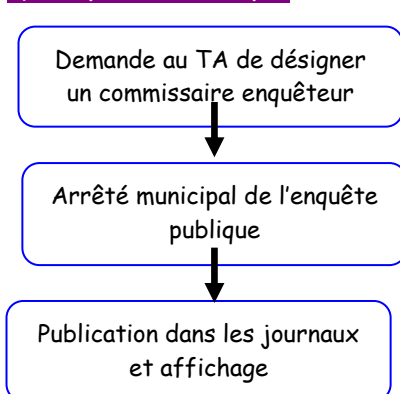 Demande au TA de désigner
un commissaire enquêteur
Arrêté municipal de l'enquête
publique
Publication dans les journaux
et affichage